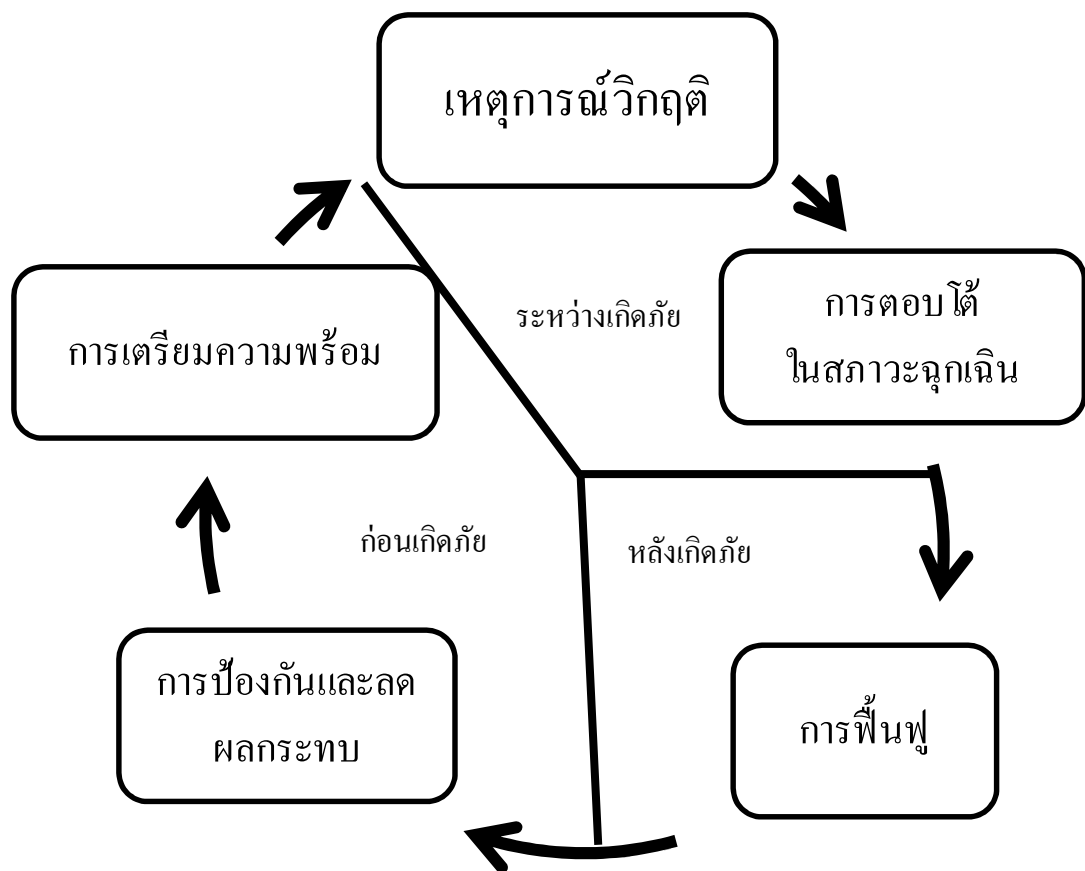 เหตุการณ์วิกฤติ
การตอบโต้
ในสภาวะฉุกเฉิน
ระหว่างเกิดภัย
การเตรียมความพร้อม
ก่อนเกิดภัย
หลังเกิดภัย
การป้องกันและลด
ผลกระทบ
การฟื้นฟู